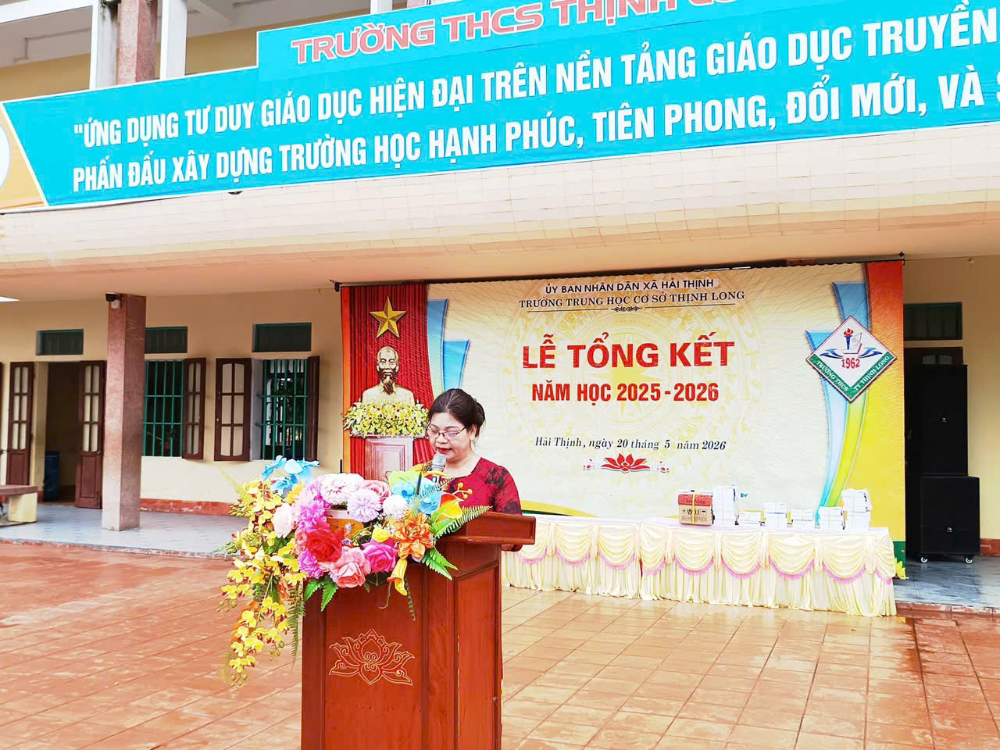 TRƯỜNG THCS THỊNH
"ỨNG DỤNG TƯ DUY GIÁO DỤC HIỆN ĐẠI TRÊN NỀN TẢNG GIÁO DỤC TRUYỀN
PHẤN ĐẤU XÂY DỰNG TRƯỜNG HỌC HẠNH PHÚC, TIÊN PHONG, ĐỔI MỚI, VÀ
ỦY BAN NHÂN DÂN XÃ HẢI THỊNH
TRƯỜNG TRUNG HỌC CƠ SỞ THỊNH LONG
LỄ TỔNG KẾT
NĂM HỌC 2025-2026
Hải Thịnh, ngày 20 tháng 5 năm 2026
1962
TRƯỜNG THCS TT THỊNH LONG